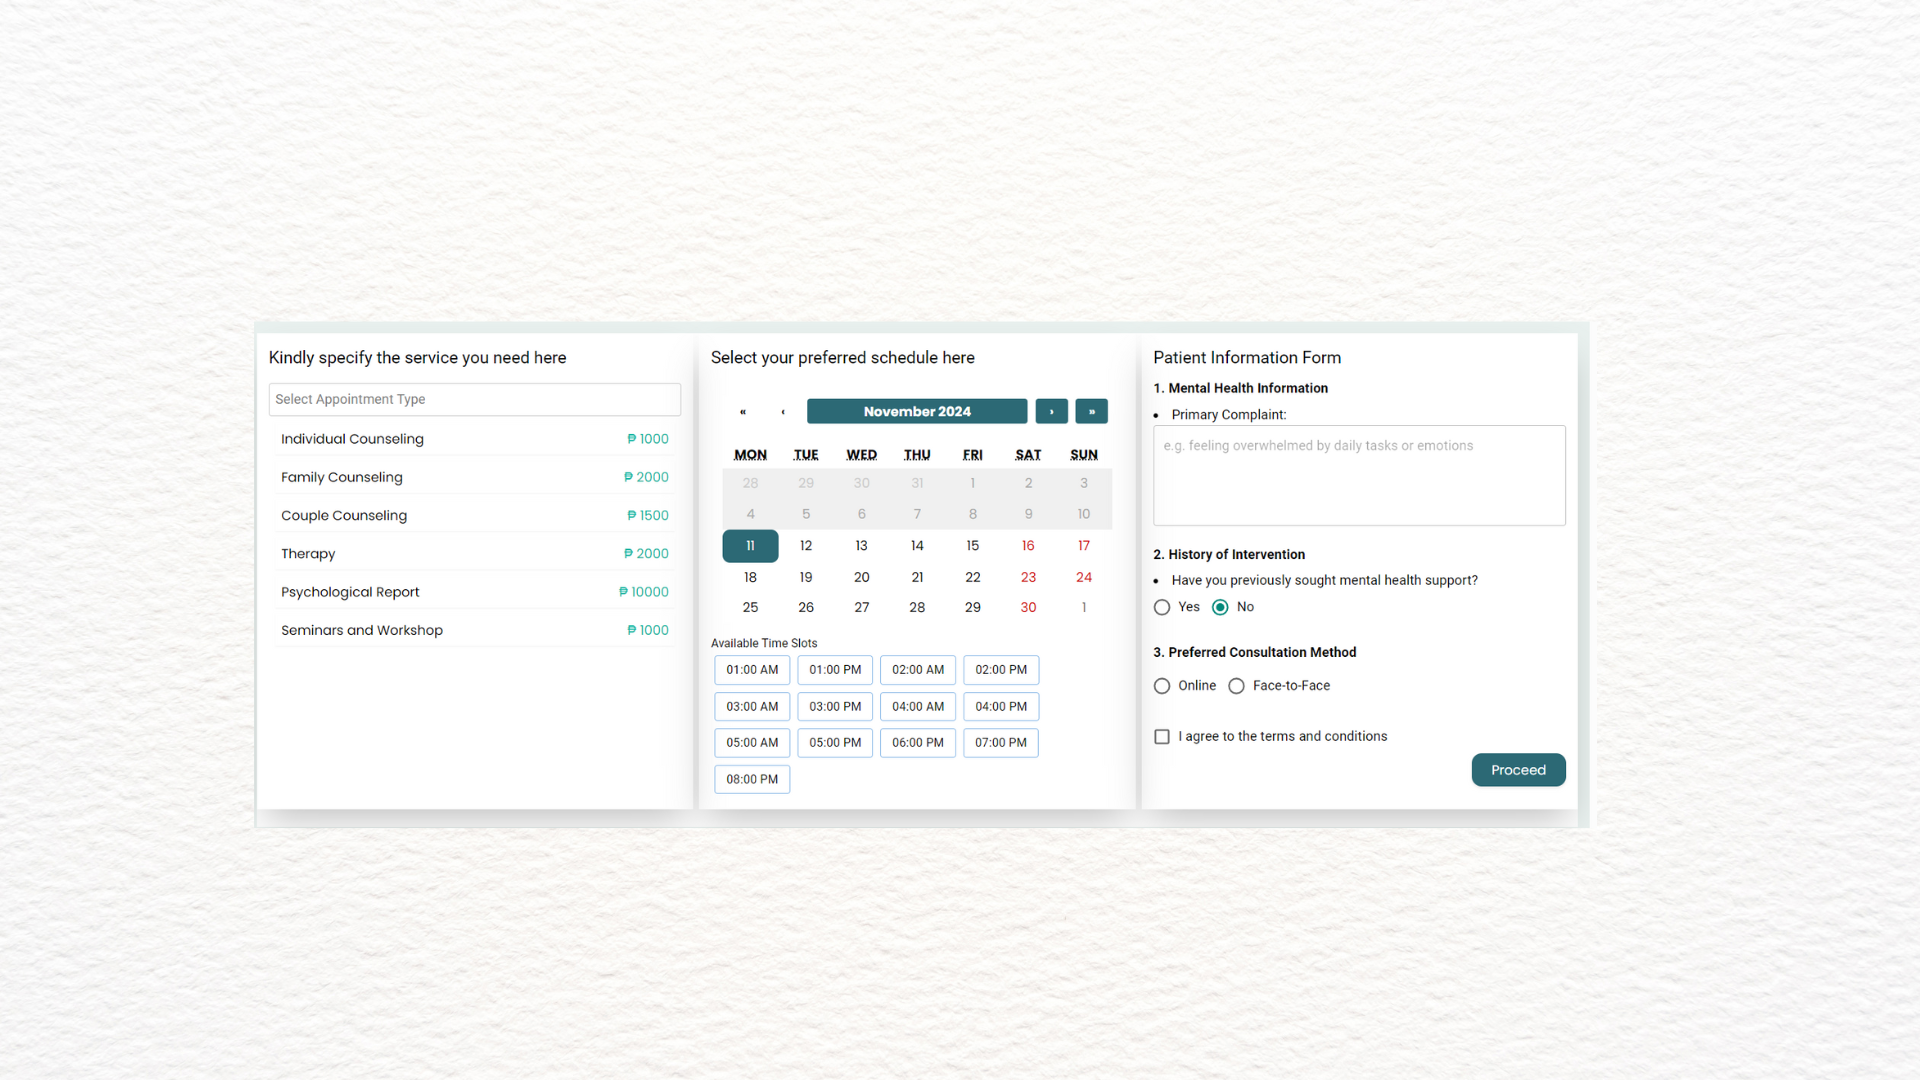 Kindly specify the service you need here
Select Appointment Type
Individual Counseling ₱ 1000
Family Counseling ₱ 2000
Couple Counseling ₱ 1500
Therapy ₱ 2000
Psychological Report ₱ 10000
Seminars and Workshop ₱ 1000
Select your preferred schedule here
« ‹ November 2024 › »
MON TUE WED THU FRI SAT SUN
28 29 30 31 1 2 3
4 5 6 7 8 9 10
11 12 13 14 15 16 17
18 19 20 21 22 23 24
25 26 27 28 29 30 1
Available Time Slots
01:00 AM 01:00 PM 02:00 AM 02:00 PM
03:00 AM 03:00 PM 04:00 AM 04:00 PM
05:00 AM 05:00 PM 06:00 PM 07:00 PM
08:00 PM
Patient Information Form
1. Mental Health Information
• Primary Complaint:
e.g. feeling overwhelmed by daily tasks or emotions
2. History of Intervention
• Have you previously sought mental health support?
Yes No
3. Preferred Consultation Method
Online Face-to-Face
I agree to the terms and conditions
Proceed